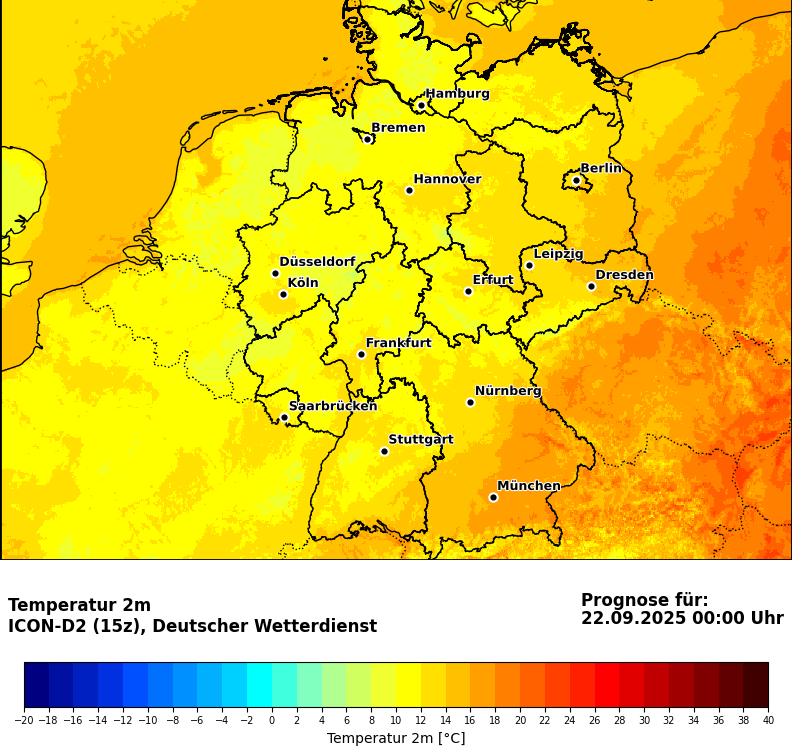 Hamburg
Bremen
Berlin
Hannover
Leipzig
Düsseldorf
Dresden
Köln
Erfurt
Frankfurt
Nürnberg
Saarbrücken
Stuttgart
München
Temperatur 2m
ICON-D2 (15z), Deutscher Wetterdienst
Prognose für:
22.09.2025 00:00 Uhr
−20 −18 −16 −14 −12 −10 −8 −6 −4 −2 0 2 4 6 8 10 12 14 16 18 20 22 24 26 28 30 32 34 36 38 40
Temperatur 2m [°C]